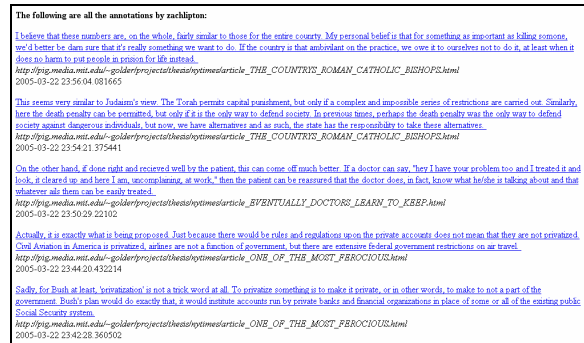 The following are all the annotations by zachlipton:
I believe that these numbers are, on the whole, fairly similar to those for the entire counrty. My personal belief is that for something as important as killing somone,
we'd better be darn sure that it's really something we want to do. If the country is that ambivilant on the practice, we owe it to ourselves not to do it, at least when it
does no harm to put people in prision for life instead.
http://pig.media.mit.edu/~golder/projects/thesis/nytimes/article_THE_COUNTRYS_ROMAN_CATHOLIC_BISHOPS.html
2005-03-22 23:56:04.081665
This seems very similar to Judaism's view. The Torah permits capital punishment, but only if a complex and impossible series of restrictions are carried out. Similarly,
here the death penalty can be permitted, but only if it is the only way to defend society. In previous times, perhaps the death penalty was the only way to defend
society against dangerous individuals, but now, we have alternatives and as such, the state has the responsbility to take these alternatives.
http://pig.media.mit.edu/~golder/projects/thesis/nytimes/article_THE_COUNTRYS_ROMAN_CATHOLIC_BISHOPS.html
2005-03-22 23:54:21.375441
On the other hand, if done right and recieved well by the patient, this can come off much better. If a doctor can say, "hey I have your problem too and I treated it and
look, it cleared up and here I am, uncomplaining, at work," then the patient can be reassured that the doctor does, in fact, know what he/she is talking about and that
whatever ails them can be easily treated.
http://pig.media.mit.edu/~golder/projects/thesis/nytimes/article_EVENTUALLY_DOCTORS_LEARN_TO_KEEP.html
2005-03-22 23:50:29.22102
Actually, it is exactly what is being proposed. Just because there would be rules and regulations upon the private accounts does not mean that they are not privatized.
Civil Aviation in America is privatized, airlines are not a function of government, but there are extensive federal government restrictions on air travel.
http://pig.media.mit.edu/~golder/projects/thesis/nytimes/article_ONE_OF_THE_MOST_FEROCIOUS.html
2005-03-22 23:44:20.432214
Sadly, for Bush at least, 'privatization' is not a trick word at all. To privatize something is to make it private, or in other words, to make to not a part of the
government. Bush's plan would do exactly that, it would institute accounts run by private banks and financial organizations in place of some or all of the existing public
Social Security system.
http://pig.media.mit.edu/~golder/projects/thesis/nytimes/article_ONE_OF_THE_MOST_FEROCIOUS.html
2005-03-22 23:42:28.360502